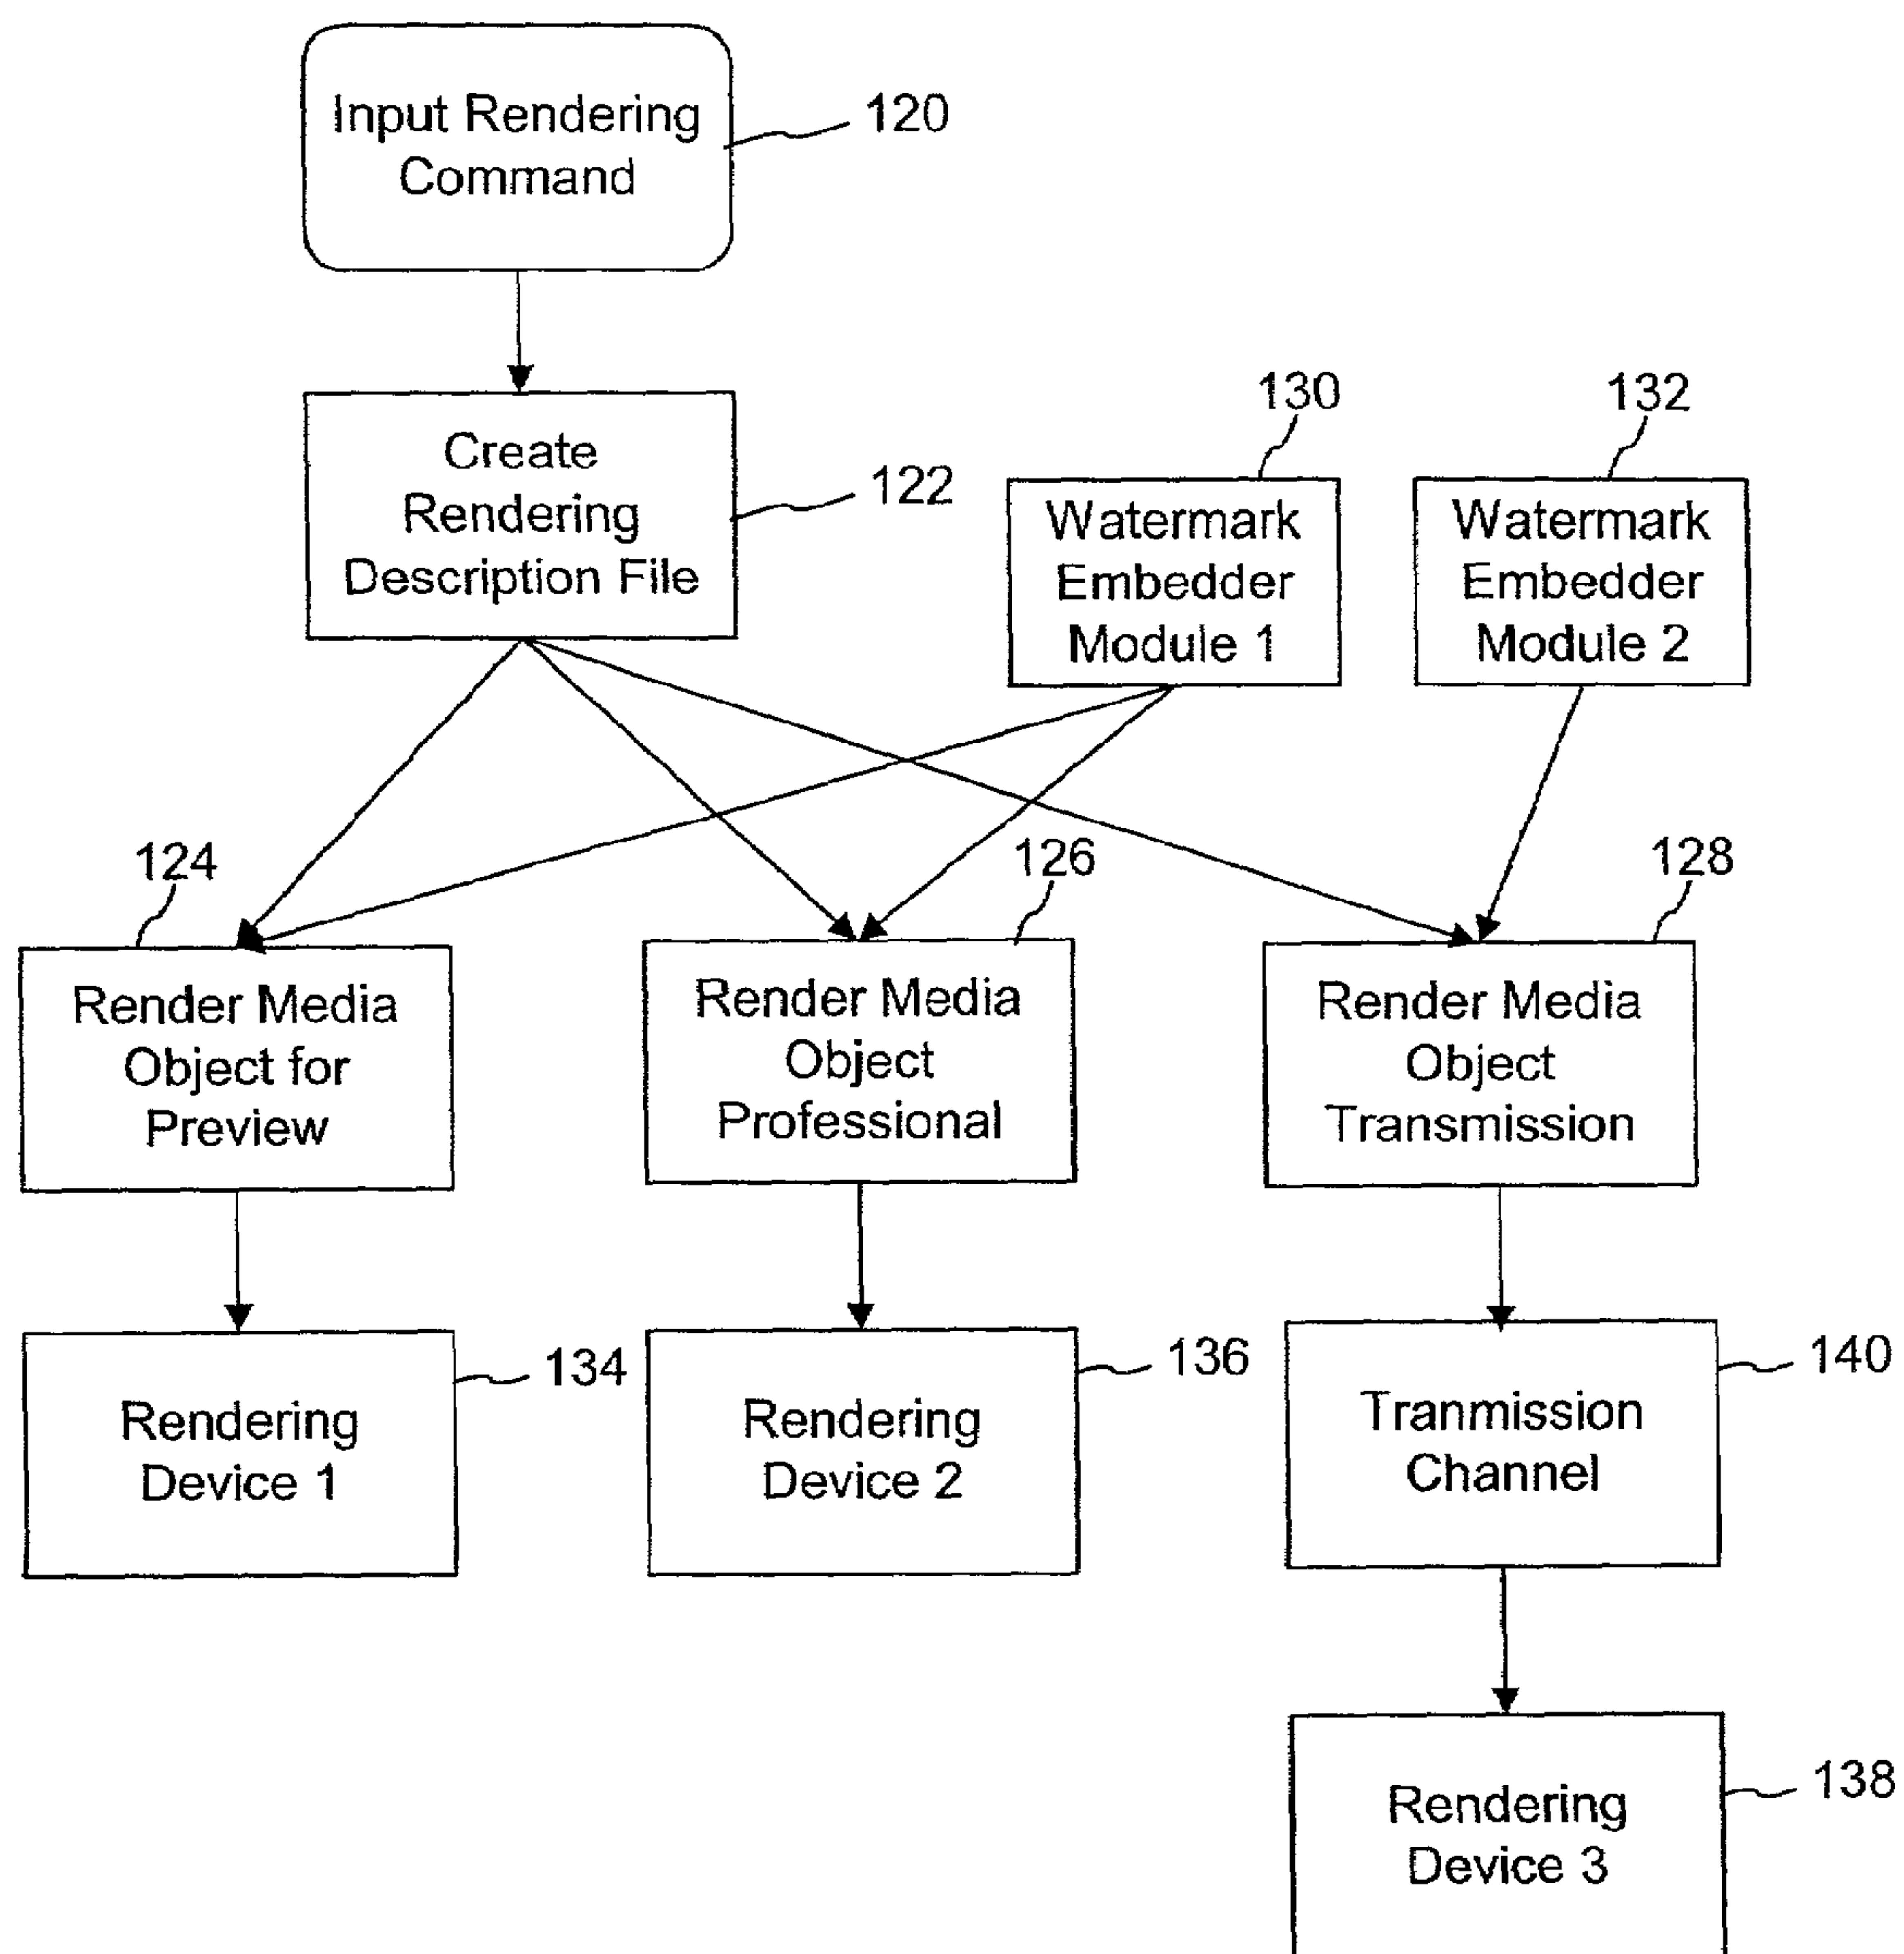 Input Rendering
Command
120
Create
Rendering
Description File
122
130
132
Watermark
Embedder
Module 1
Watermark
Embedder
Module 2
124
126
128
Render Media
Object for
Preview
Render Media
Object
Professional
Render Media
Object
Transmission
Rendering
Device 1
134
Rendering
Device 2
136
Tranmission
Channel
140
Rendering
Device 3
138